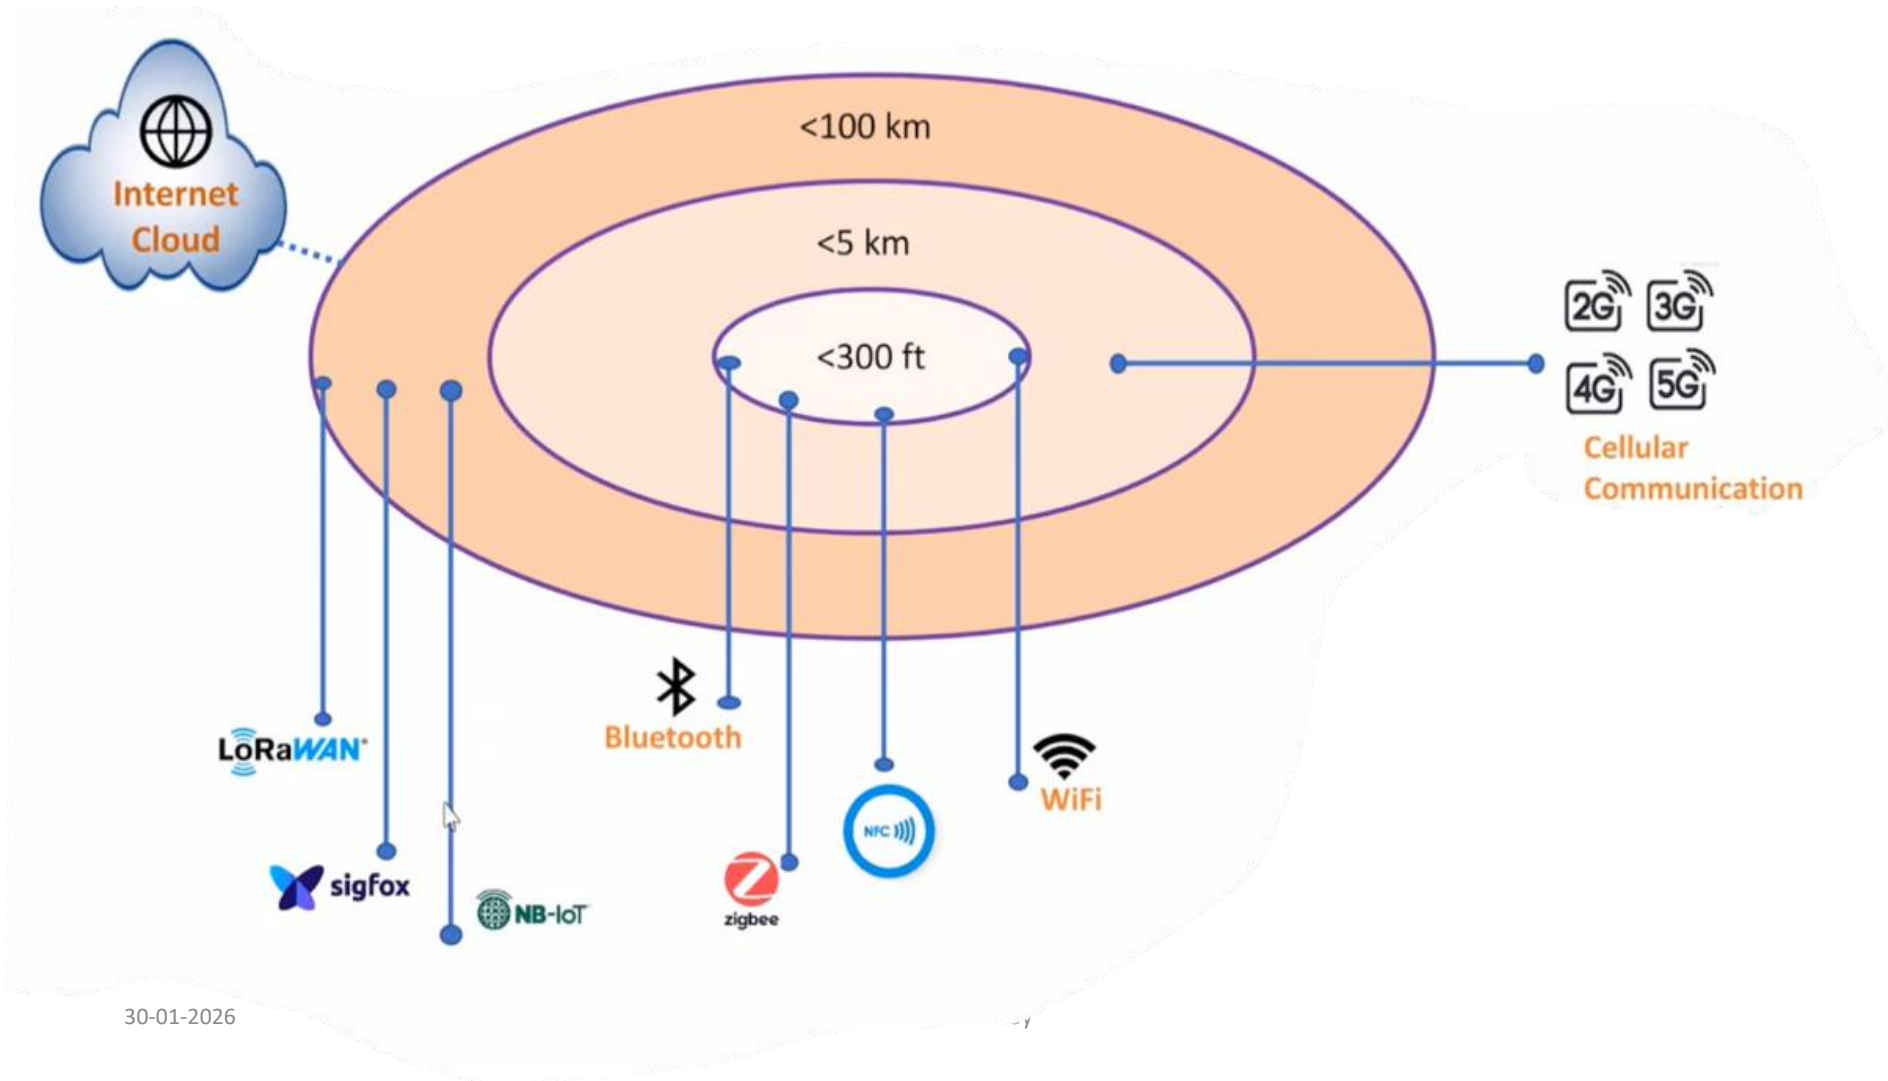 <100 km
Internet
Cloud
<5 km
<300 ft
2G 3G
4G 5G
Cellular
Communication
LoRaWAN
Bluetooth
WiFi
NFC
sigfox
NB-IoT
zigbee
30-01-2026